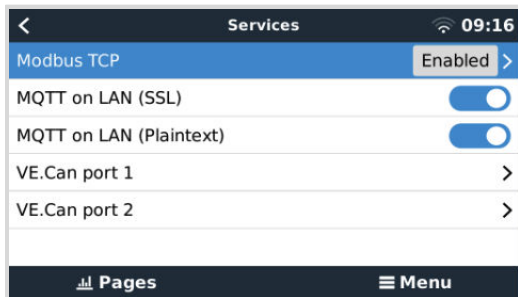 Services 09:16
Modbus TCP Enabled
MQTT on LAN (SSL)
MQTT on LAN (Plaintext)
VE.Can port 1
VE.Can port 2
Pages Menu